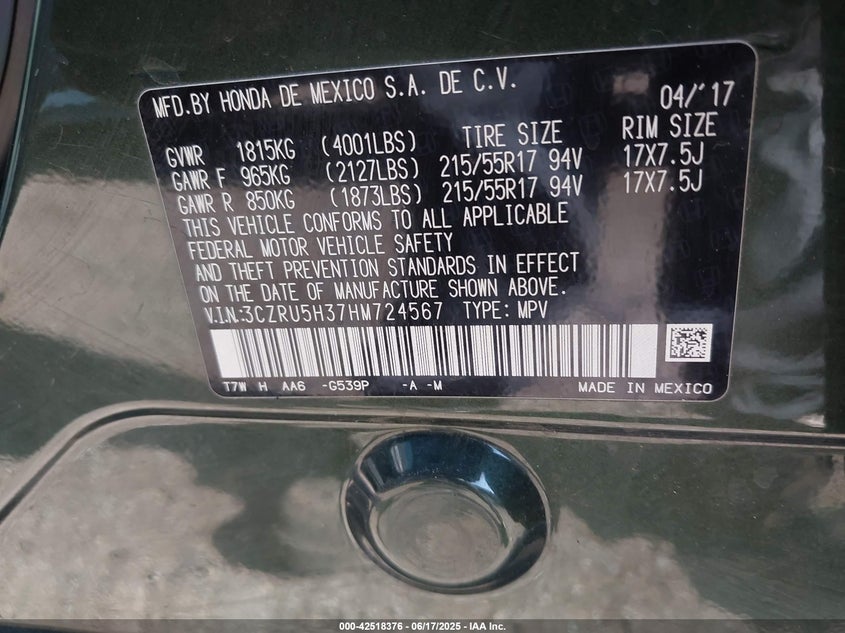 MFD.BY HONDA DE MEXICO S.A. DE C.V. 04/'17
GVWR 1815KG (4001LBS) TIRE SIZE RIM SIZE
GAWR F 965KG (2127LBS) 215/55R17 94V 17X7.5J
GAWR R 850KG (1873LBS) 215/55R17 94V 17X7.5J
THIS VEHICLE CONFORMS TO ALL APPLICABLE
FEDERAL MOTOR VEHICLE SAFETY
AND THEFT PREVENTION STANDARDS IN EFFECT
ON THE DATE OF MANUFACTURE SHOWN ABOVE.
V.I.N.:3CZRU5H37HM724567 TYPE: MPV
T7W H AA6 -G539P -A -M MADE IN MEXICO
000-42518376 - 06/17/2025 - IAA Inc.